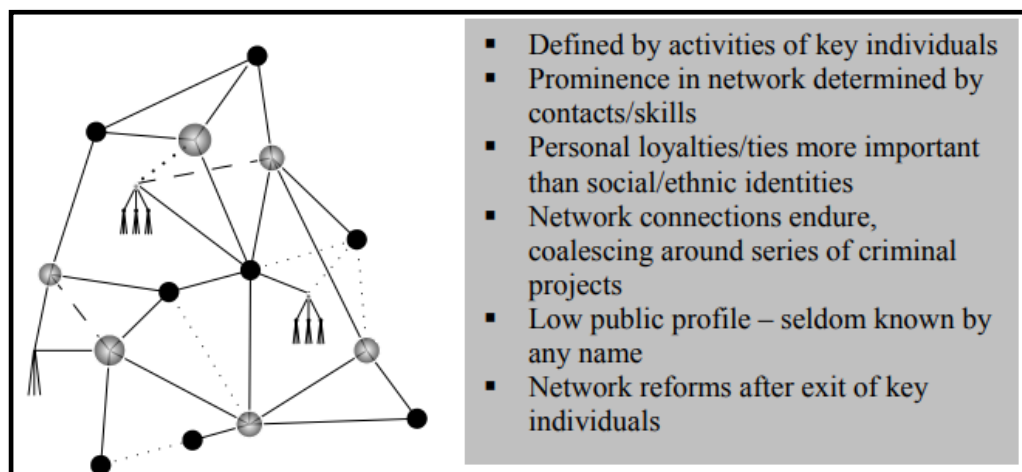 ▪ Defined by activities of key individuals
▪ Prominence in network determined by
contacts/skills
▪ Personal loyalties/ties more important
than social/ethnic identities
▪ Network connections endure,
coalescing around series of criminal
projects
▪ Low public profile – seldom known by
any name
▪ Network reforms after exit of key
individuals